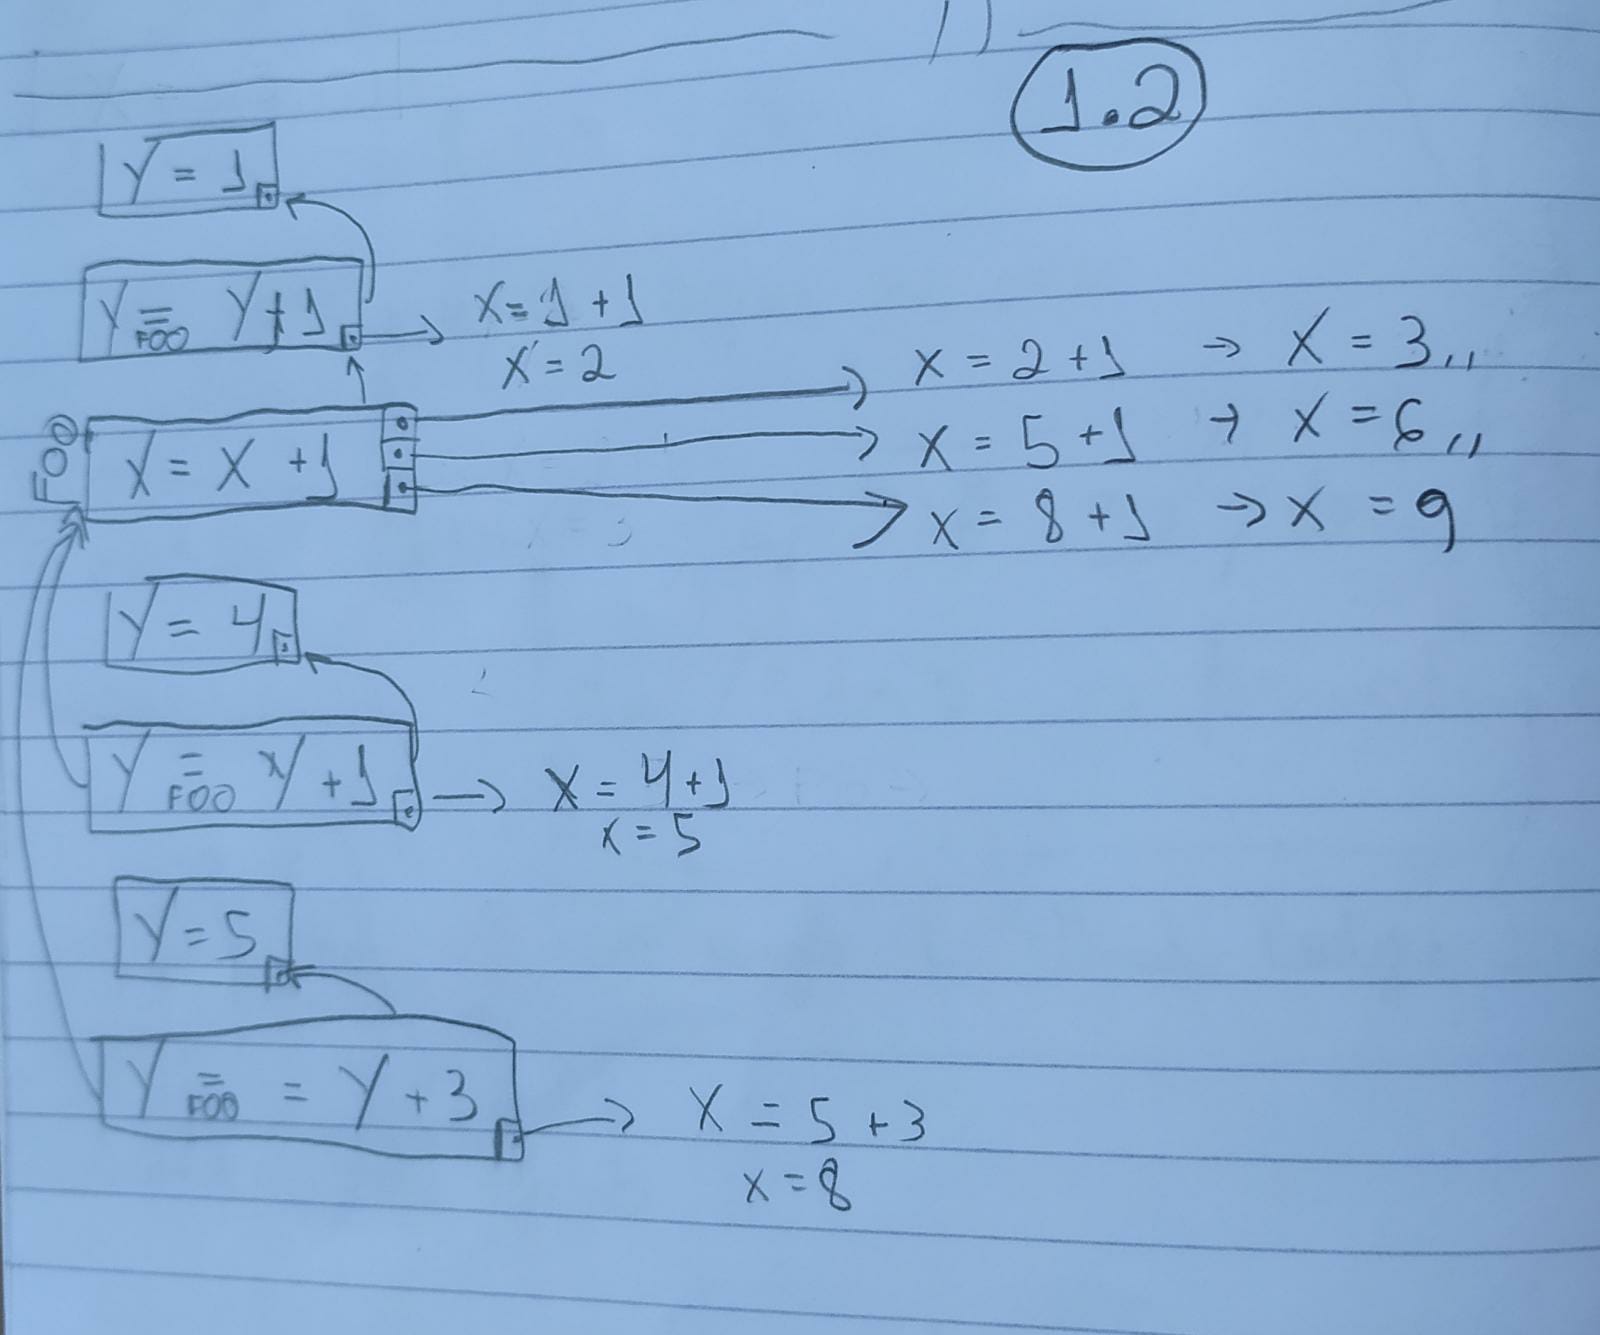 1.2
Y = 1
Y = FOO Y + 1 → X = 1 + 1
X = 2
FOO X = X + 1
→ X = 2 + 1 → X = 3,,
→ X = 5 + 1 → X = 6,,
→ X = 8 + 1 → X = 9
Y = 4
Y = FOO Y + 1 → X = 4 + 1
X = 5
Y = 5
Y = FOO = Y + 3 → X = 5 + 3
X = 8